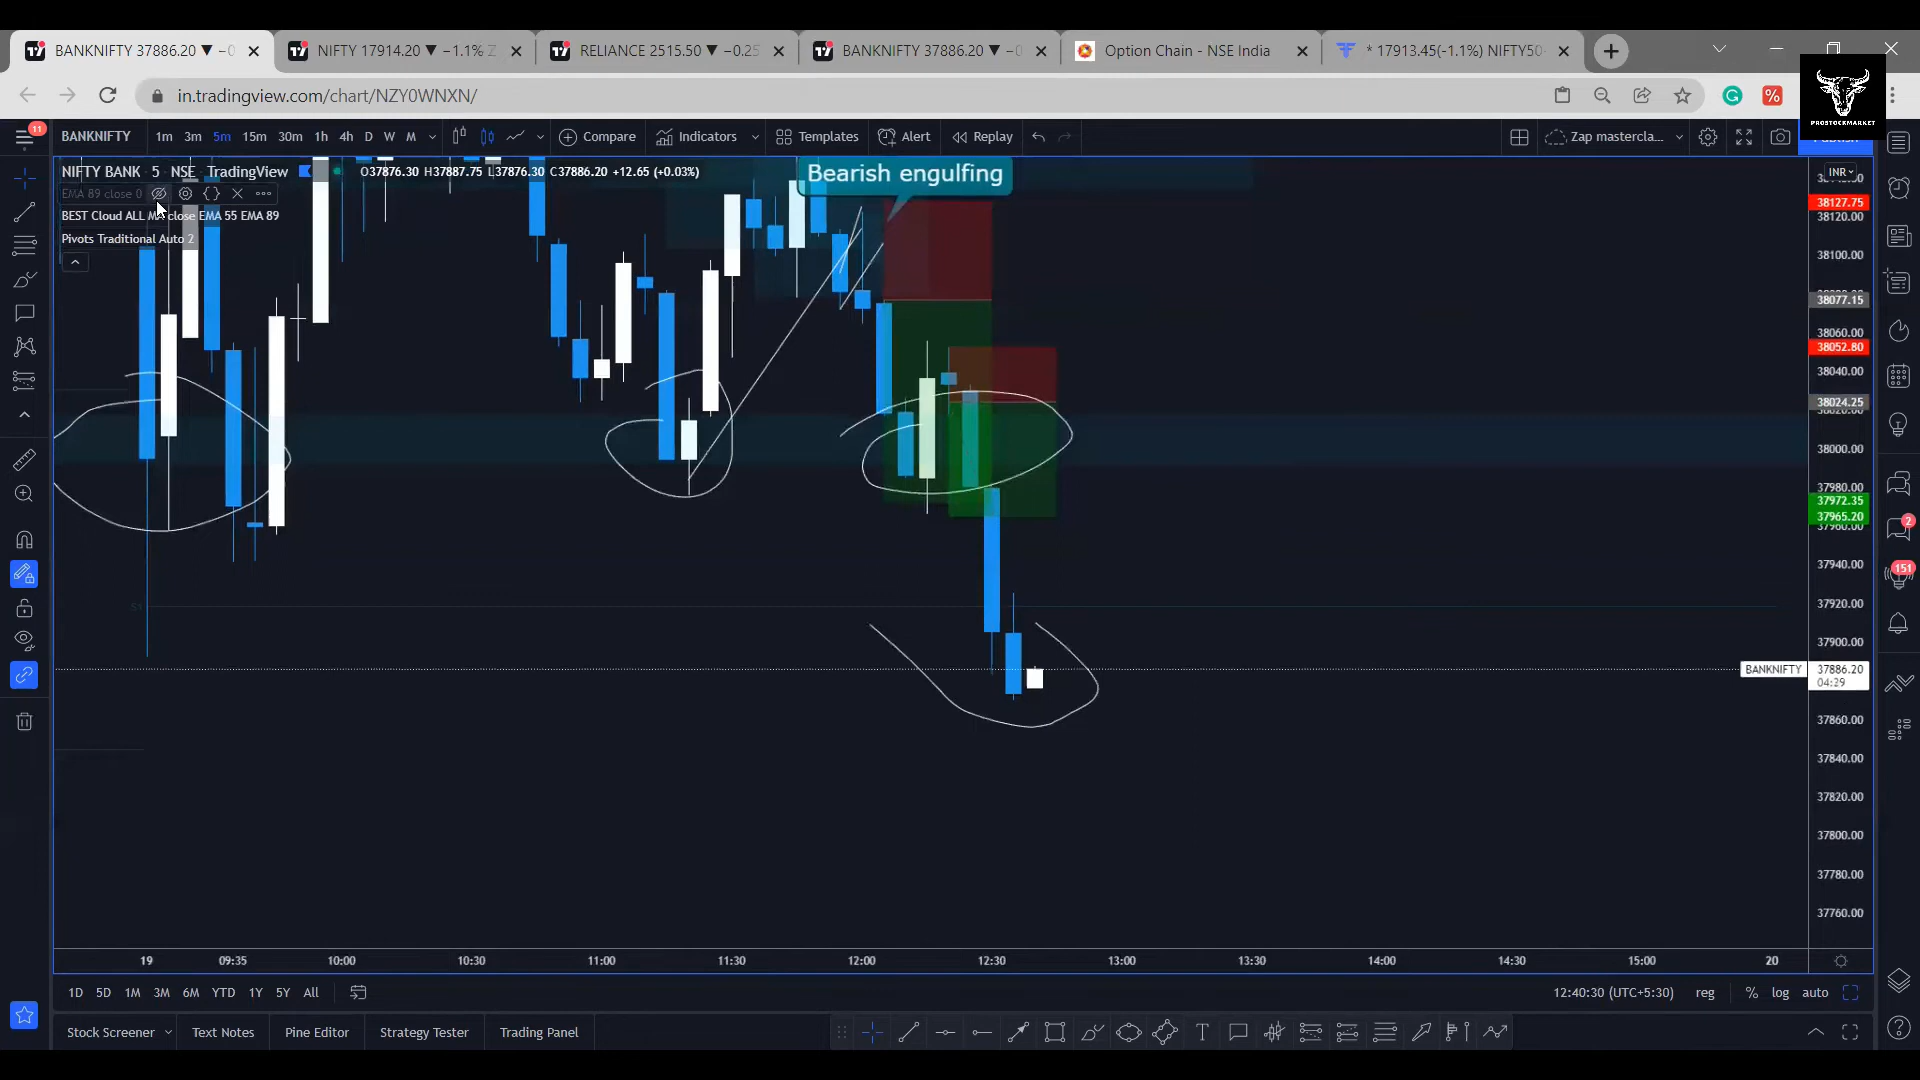 BANKNIFTY 37886.20 ▼ −0
NIFTY 17914.20 ▼ −1.1% Z
RELIANCE 2515.50 ▼ −0.25
BANKNIFTY 37886.20 ▼ −0
Option Chain - NSE India
* 17913.45(-1.1%) NIFTY50-
in.tradingview.com/chart/NZY0WNXN/
PROSTOCKMARKET
11
BANKNIFTY 1m 3m 5m 15m 30m 1h 4h D W M Compare Indicators Templates Alert Replay Zap mastercla...
NIFTY BANK 5 NSE TradingView O37876.30 H37887.75 L37876.30 C37886.20 +12.65 (+0.03%)
EMA 89 close 0
BEST Cloud ALL MA close EMA 55 EMA 89
Pivots Traditional Auto 2
Bearish engulfing
INR
38127.75
38120.00
38100.00
38077.15
38060.00
38052.80
38040.00
38024.25
38000.00
37980.00
37972.35
37965.20
37960.00
37940.00
37920.00
37900.00
BANKNIFTY 37886.20
04:29
37860.00
37840.00
37820.00
37800.00
37780.00
37760.00
S1
2
151
19 09:35 10:00 10:30 11:00 11:30 12:00 12:30 13:00 13:30 14:00 14:30 15:00 20
1D 5D 1M 3M 6M YTD 1Y 5Y All 12:40:30 (UTC+5:30) reg % log auto
Stock Screener Text Notes Pine Editor Strategy Tester Trading Panel